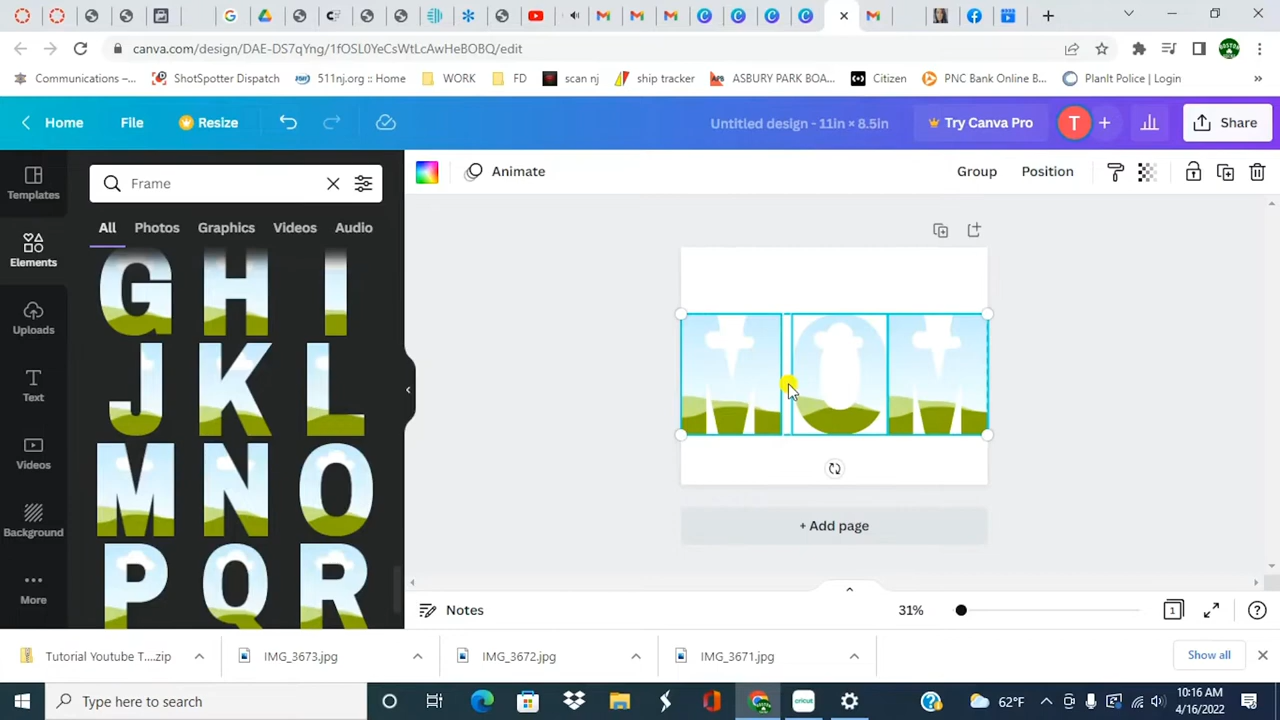 canva.com/design/DAE-DS7qYng/1fOSL0YeCsWtLcAwHeBOBQ/edit
Communications –...
ShotSpotter Dispatch
511nj.org :: Home
WORK
FD
scan nj
ship tracker
ASBURY PARK BOA...
Citizen
PNC Bank Online B...
PlanIt Police | Login
»
Home
File
Resize
Untitled design - 11in × 8.5in
Try Canva Pro
T
+
Share
Templates
Frame
Animate
Group
Position
All
Photos
Graphics
Videos
Audio
Elements
G H I
Uploads
J K L
Text
M O M
Videos
M N O
Background
+ Add page
P Q R
More
Notes
31%
1
Tutorial Youtube T....zip
IMG_3673.jpg
IMG_3672.jpg
IMG_3671.jpg
Show all
Type here to search
62°F
10:16 AM
4/16/2022